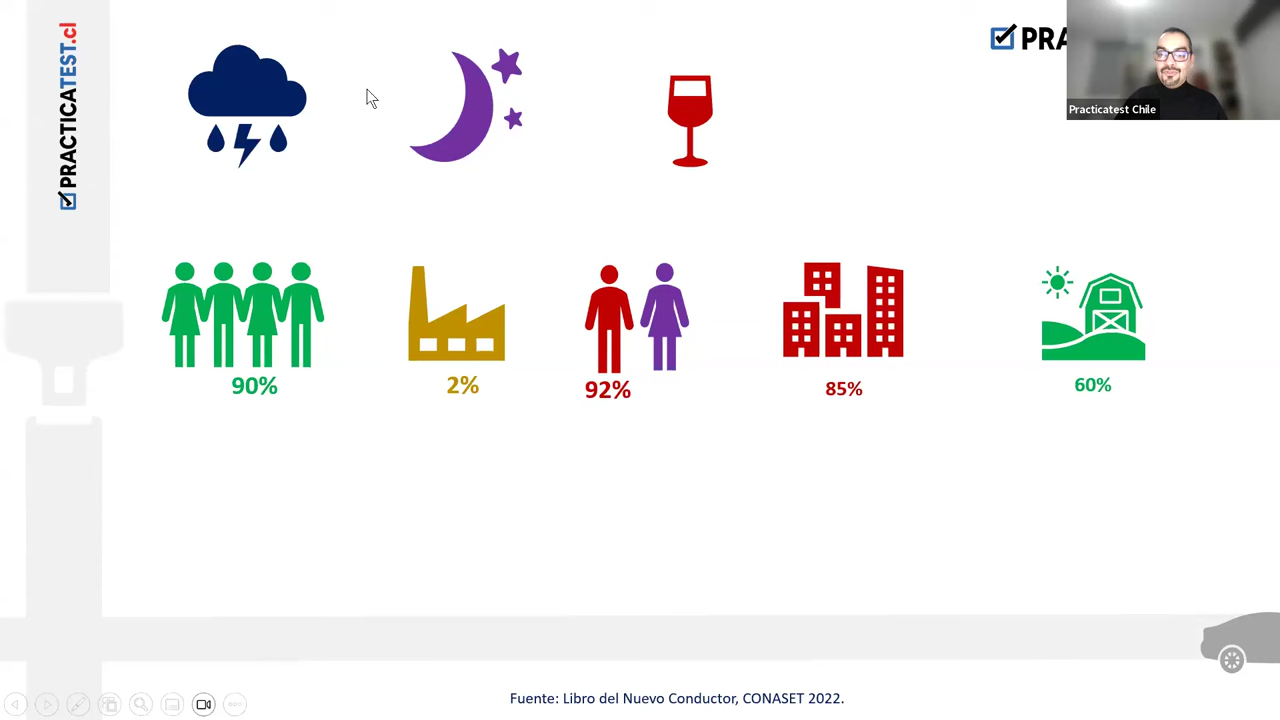 PRACTICATEST.cl
PRA
Practicatest Chile
90%
2%
92%
85%
60%
Fuente: Libro del Nuevo Conductor, CONASET 2022.